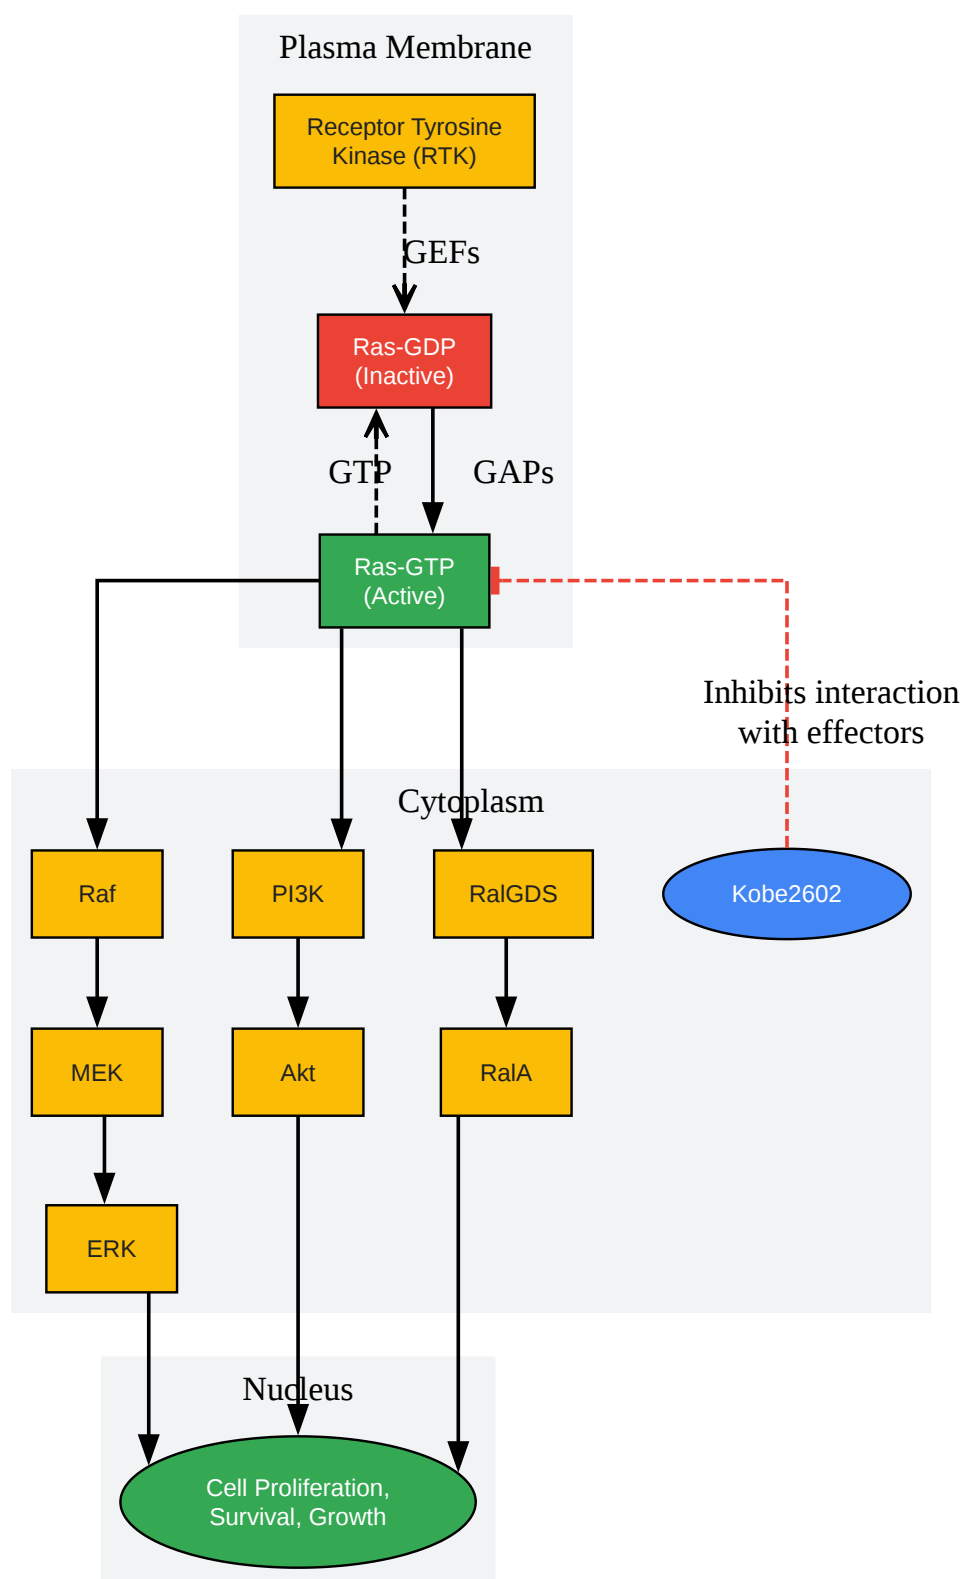 Plasma Membrane
Receptor Tyrosine
Kinase (RTK)
GEFs
Ras-GDP
(Inactive)
GTP
GAPs
Ras-GTP
(Active)
Inhibits interaction
with effectors
Cytoplasm
Raf
PI3K
RalGDS
Kobe2602
MEK
Akt
RalA
ERK
Nucleus
Cell Proliferation,
Survival, Growth